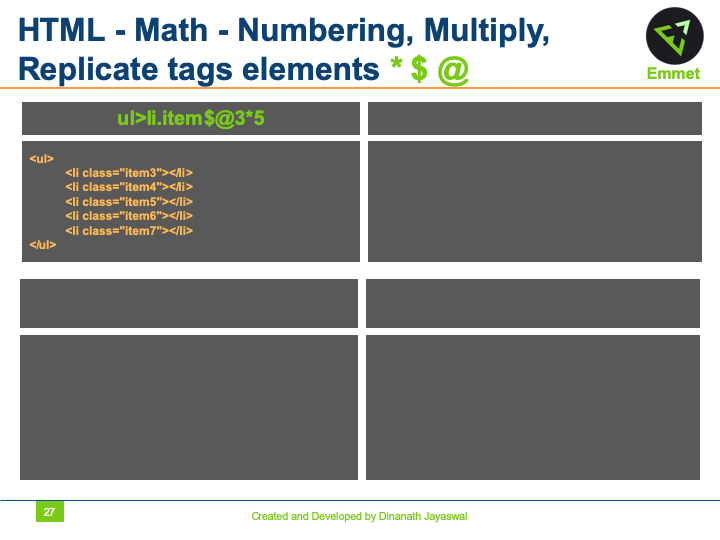 HTML - Math - Numbering, Multiply,
Replicate tags elements * $ @
Emmet
ul>li.item$@3*5
<ul>
<li class="item3"></li>
<li class="item4"></li>
<li class="item5"></li>
<li class="item6"></li>
<li class="item7"></li>
</ul>
27
Created and Developed by Dinanath Jayaswal